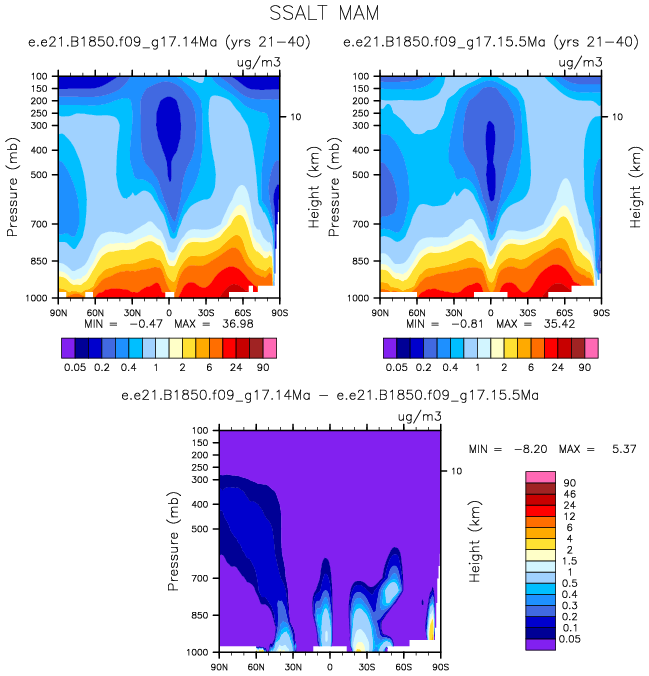 SSALT MAM
e.e21.B1850.f09_g17.14Ma (yrs 21−40)
ug/m3
Pressure (mb)
100
150
200
250
300
400
500
700
850
1000
10
Height (km)
90N 60N 30N 0 30S 60S 90S
MIN = −0.47 MAX = 36.98
0.05 0.2 0.4 1 2 6 24 90
e.e21.B1850.f09_g17.15.5Ma (yrs 21−40)
ug/m3
Pressure (mb)
100
150
200
250
300
400
500
700
850
1000
10
Height (km)
90N 60N 30N 0 30S 60S 90S
MIN = −0.81 MAX = 35.42
0.05 0.2 0.4 1 2 6 24 90
e.e21.B1850.f09_g17.14Ma − e.e21.B1850.f09_g17.15.5Ma
ug/m3
Pressure (mb)
100
150
200
250
300
400
500
700
850
1000
10
Height (km)
90N 60N 30N 0 30S 60S 90S
MIN = −8.20 MAX = 5.37
90
46
24
12
6
4
2
1.5
1
0.5
0.4
0.3
0.2
0.1
0.05